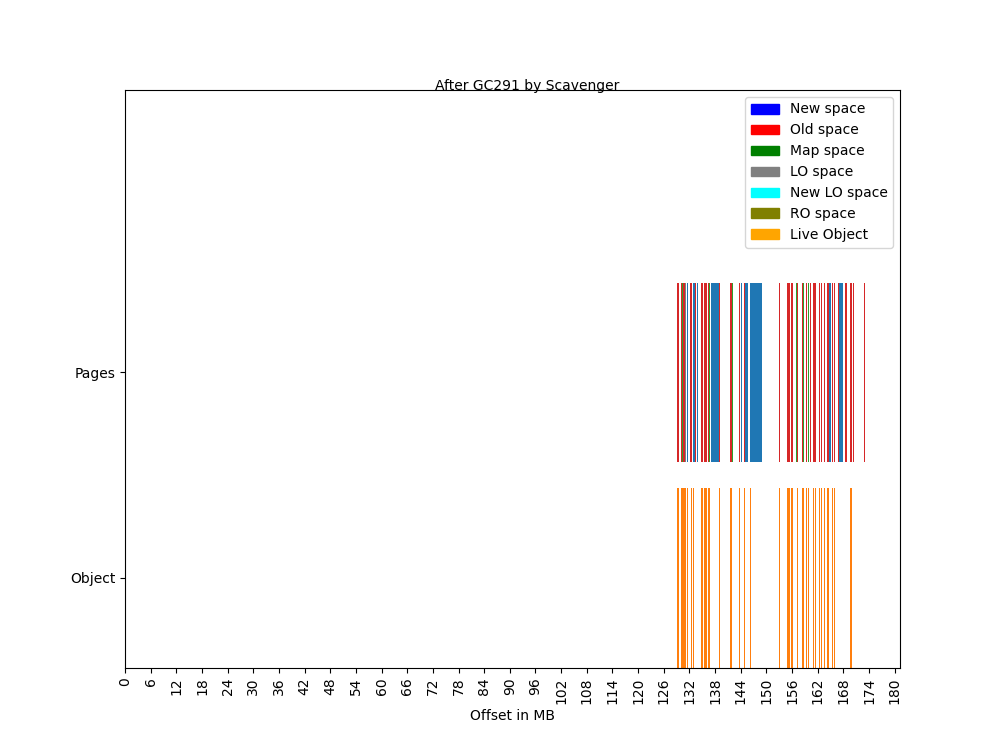 After GC291 by Scavenger
New space
Old space
Map space
LO space
New LO space
RO space
Live Object
Pages
Object
0 6 12 18 24 30 36 42 48 54 60 66 72 78 84 90 96 102 108 114 120 126 132 138 144 150 156 162 168 174 180
Offset in MB